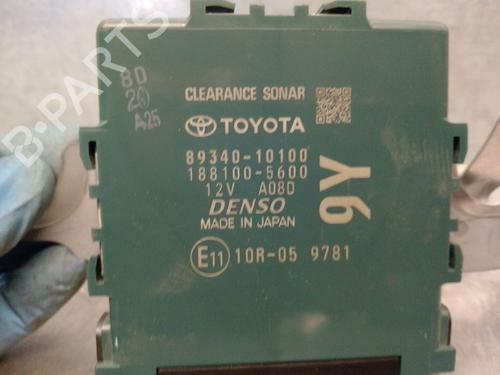 B-PARTS
8D
20
A25
CLEARANCE SONAR
TOYOTA
89340-10100
188100-5600
12V A08D
DENSO
MADE IN JAPAN
E11 10R-05 9781
9Y